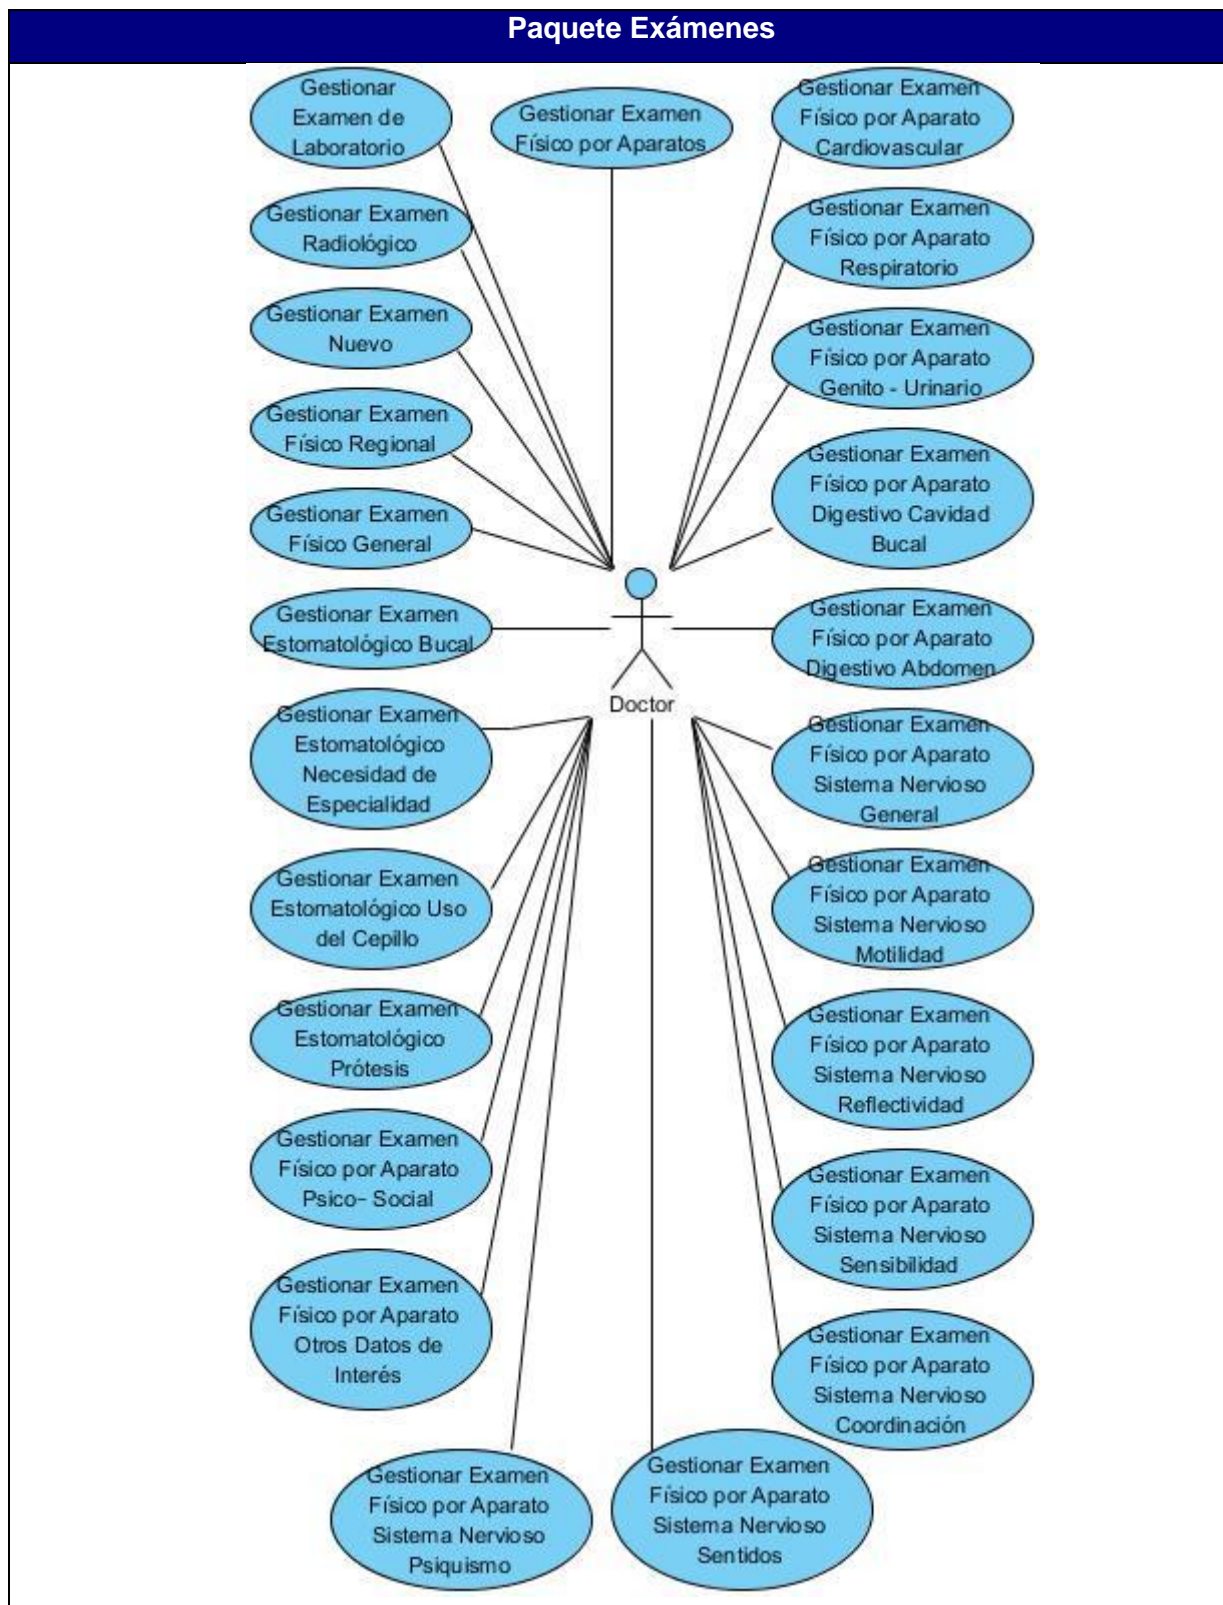 Paquete Exámenes
Gestionar
Examen de
Laboratorio
Gestionar Examen
Físico por Aparatos
Gestionar Examen
Físico por Aparato
Cardiovascular
Gestionar Examen
Radiológico
Gestionar Examen
Físico por Aparato
Respiratorio
Gestionar Examen
Nuevo
Gestionar Examen
Físico por Aparato
Genito - Urinario
Gestionar Examen
Físico Regional
Gestionar Examen
Físico por Aparato
Digestivo Cavidad
Bucal
Gestionar Examen
Físico General
Gestionar Examen
Estomatológico Bucal
Gestionar Examen
Físico por Aparato
Digestivo Abdomen
Doctor
Gestionar Examen
Estomatológico
Necesidad de
Especialidad
Gestionar Examen
Físico por Aparato
Sistema Nervioso
General
Gestionar Examen
Estomatológico Uso
del Cepillo
Gestionar Examen
Físico por Aparato
Sistema Nervioso
Motilidad
Gestionar Examen
Estomatológico
Prótesis
Gestionar Examen
Físico por Aparato
Sistema Nervioso
Reflectividad
Gestionar Examen
Físico por Aparato
Psico- Social
Gestionar Examen
Físico por Aparato
Sistema Nervioso
Sensibilidad
Gestionar Examen
Físico por Aparato
Otros Datos de
Interés
Gestionar Examen
Físico por Aparato
Sistema Nervioso
Coordinación
Gestionar Examen
Físico por Aparato
Sistema Nervioso
Psiquismo
Gestionar Examen
Físico por Aparato
Sistema Nervioso
Sentidos